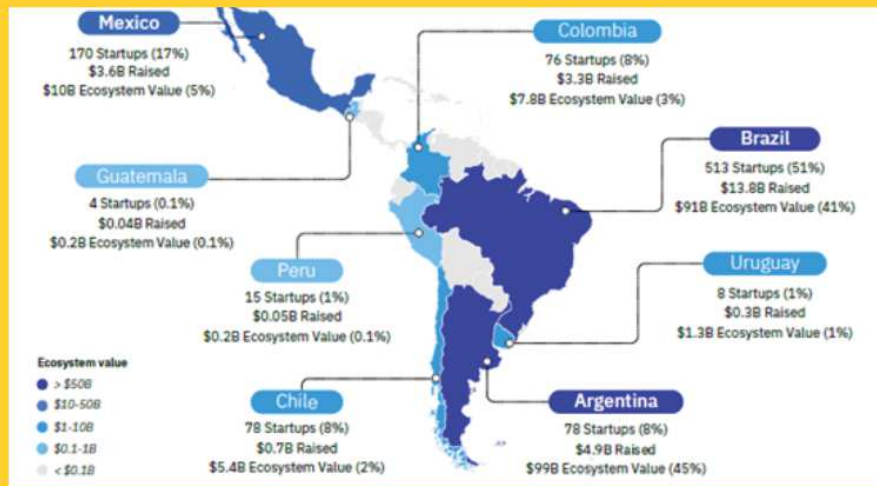 Mexico
170 Startups (17%)
$3.6B Raised
$10B Ecosystem Value (5%)
Colombia
76 Startups (8%)
$3.3B Raised
$7.8B Ecosystem Value (3%)
Brazil
513 Startups (51%)
$13.8B Raised
$91B Ecosystem Value (41%)
Guatemala
4 Startups (0.1%)
$0.04B Raised
$0.2B Ecosystem Value (0.1%)
Peru
15 Startups (1%)
$0.05B Raised
$0.2B Ecosystem Value (0.1%)
Uruguay
8 Startups (1%)
$0.3B Raised
$1.3B Ecosystem Value (1%)
Ecosystem value
> $50B
$10-50B
$1-10B
$0.1-1B
< $0.1B
Chile
78 Startups (8%)
$0.7B Raised
$5.4B Ecosystem Value (2%)
Argentina
78 Startups (8%)
$4.9B Raised
$99B Ecosystem Value (45%)